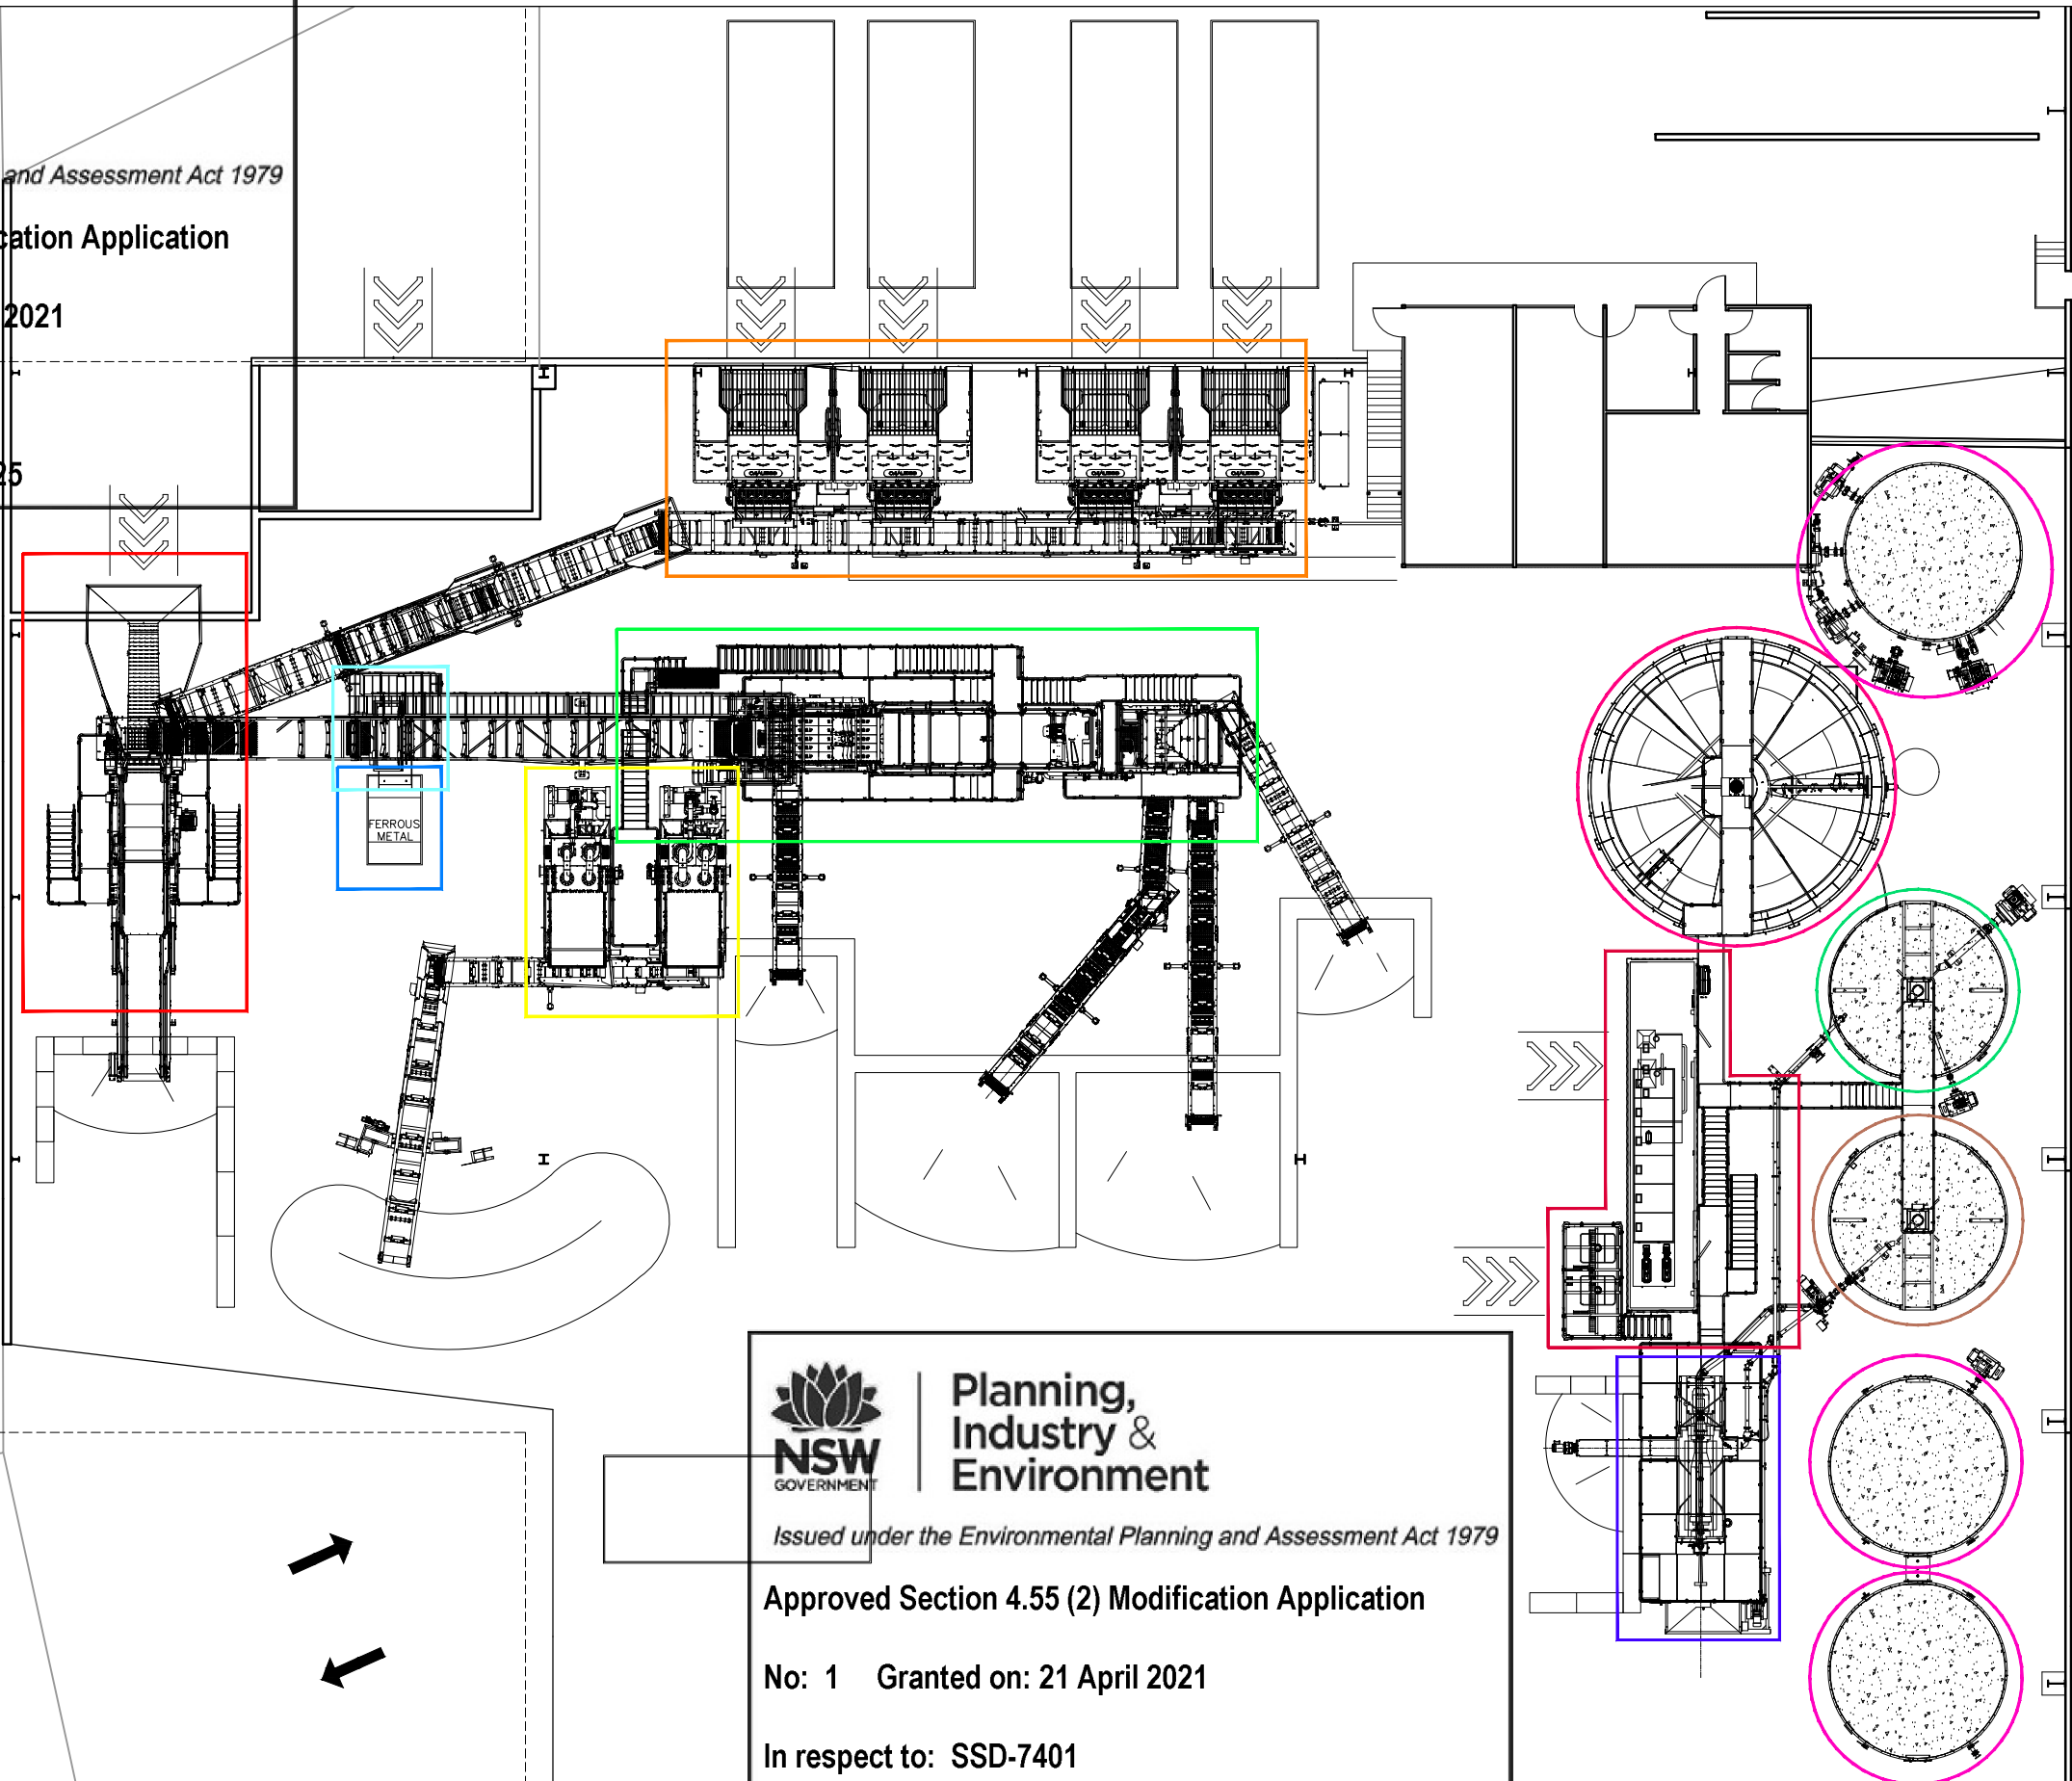 and Assessment Act 1979
cation Application
2021
25
FERROUS
METAL
NSW
GOVERNMENT
Planning,
Industry &
Environment
Issued under the Environmental Planning and Assessment Act 1979
Approved Section 4.55 (2) Modification Application
No: 1 Granted on: 21 April 2021
In respect to: SSD-7401